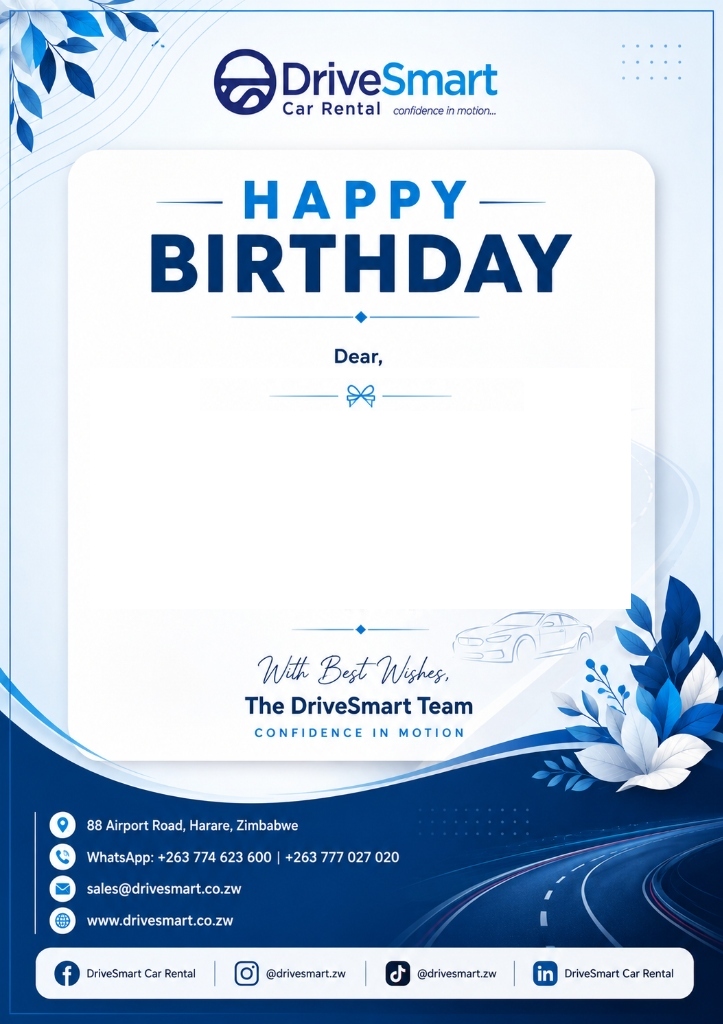 DriveSmart
Car Rental confidence in motion...
HAPPY
BIRTHDAY
Dear,
With Best Wishes,
The DriveSmart Team
CONFIDENCE IN MOTION
88 Airport Road, Harare, Zimbabwe
WhatsApp: +263 774 623 600 | +263 777 027 020
sales@drivesmart.co.zw
www.drivesmart.co.zw
DriveSmart Car Rental | @drivesmart.zw | @drivesmart.zw | DriveSmart Car Rental